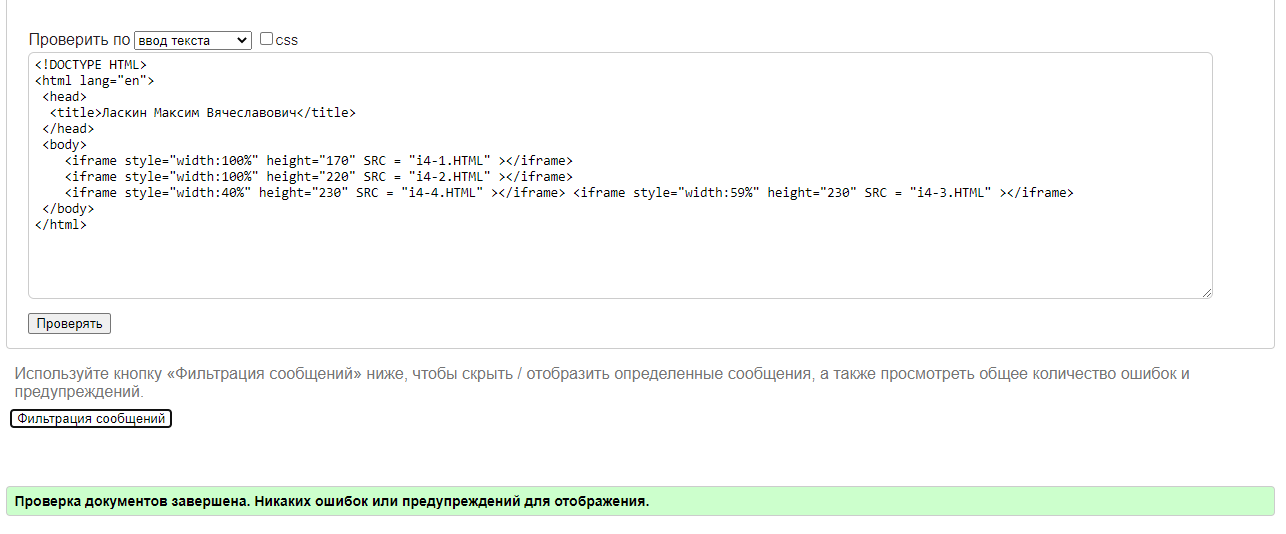 Проверить по ввод текста css
<!DOCTYPE HTML>
<html lang="en">
<head>
<title>Ласкин Максим Вячеславович</title>
</head>
<body>
<iframe style="width:100%" height="170" SRC = "i4-1.HTML" ></iframe>
<iframe style="width:100%" height="220" SRC = "i4-2.HTML" ></iframe>
<iframe style="width:40%" height="230" SRC = "i4-4.HTML" ></iframe> <iframe style="width:59%" height="230" SRC = "i4-3.HTML" ></iframe>
</body>
</html>
Проверять
Используйте кнопку «Фильтрация сообщений» ниже, чтобы скрыть / отобразить определенные сообщения, а также просмотреть общее количество ошибок и
предупреждений.
Фильтрация сообщений
Проверка документов завершена. Никаких ошибок или предупреждений для отображения.